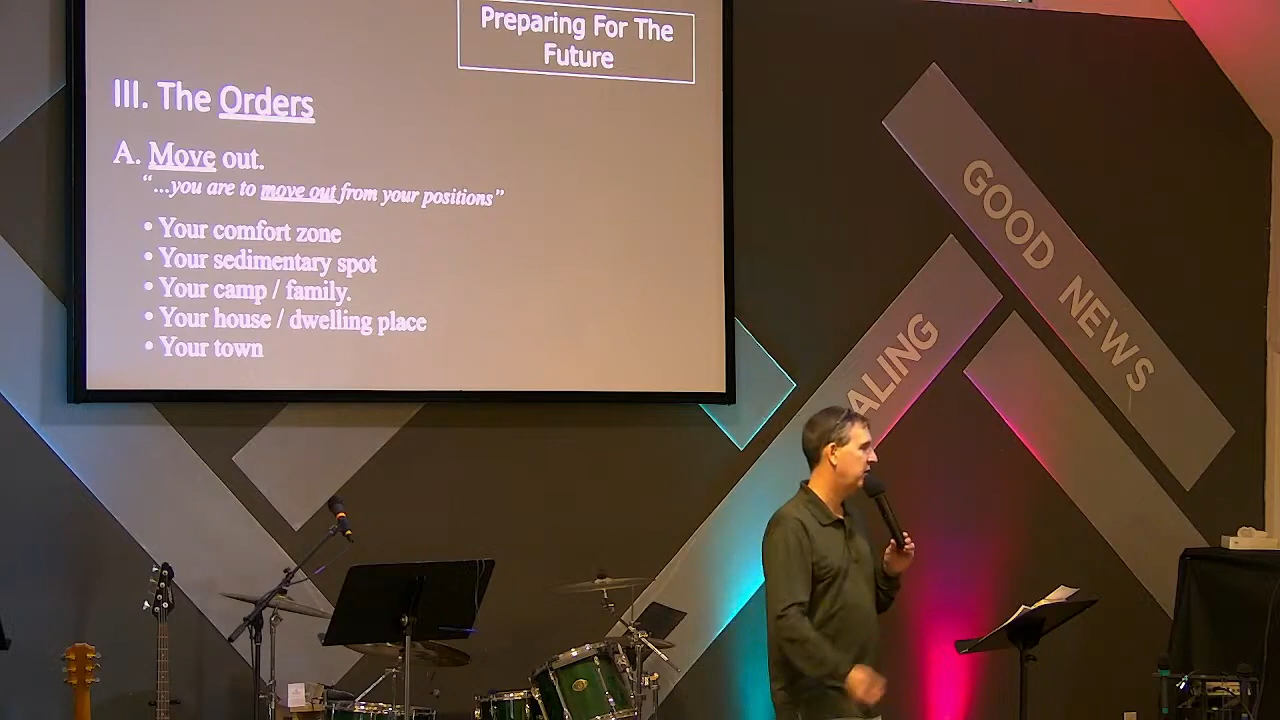 Preparing For The
Future
III. The Orders
A. Move out.
“...you are to move out from your positions”
• Your comfort zone
• Your sedimentary spot
• Your camp / family.
• Your house / dwelling place
• Your town
GOOD NEWS
ALING